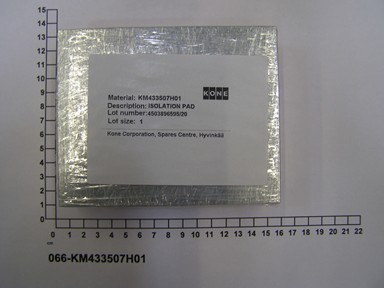 15
14
13
12
11
10
9
8
7
6
5
4
3
2
1
0
Material: KM433507H01
KONE
Description: ISOLATION PAD
Lot number:4503896595/20
Lot size: 1
Kone Corporation, Spares Centre, Hyvinkää
0 1 2 3 4 5 6 7 8 9 10 11 12 13 14 15 16 17 18 19 20 21 22
cm
066-KM433507H01